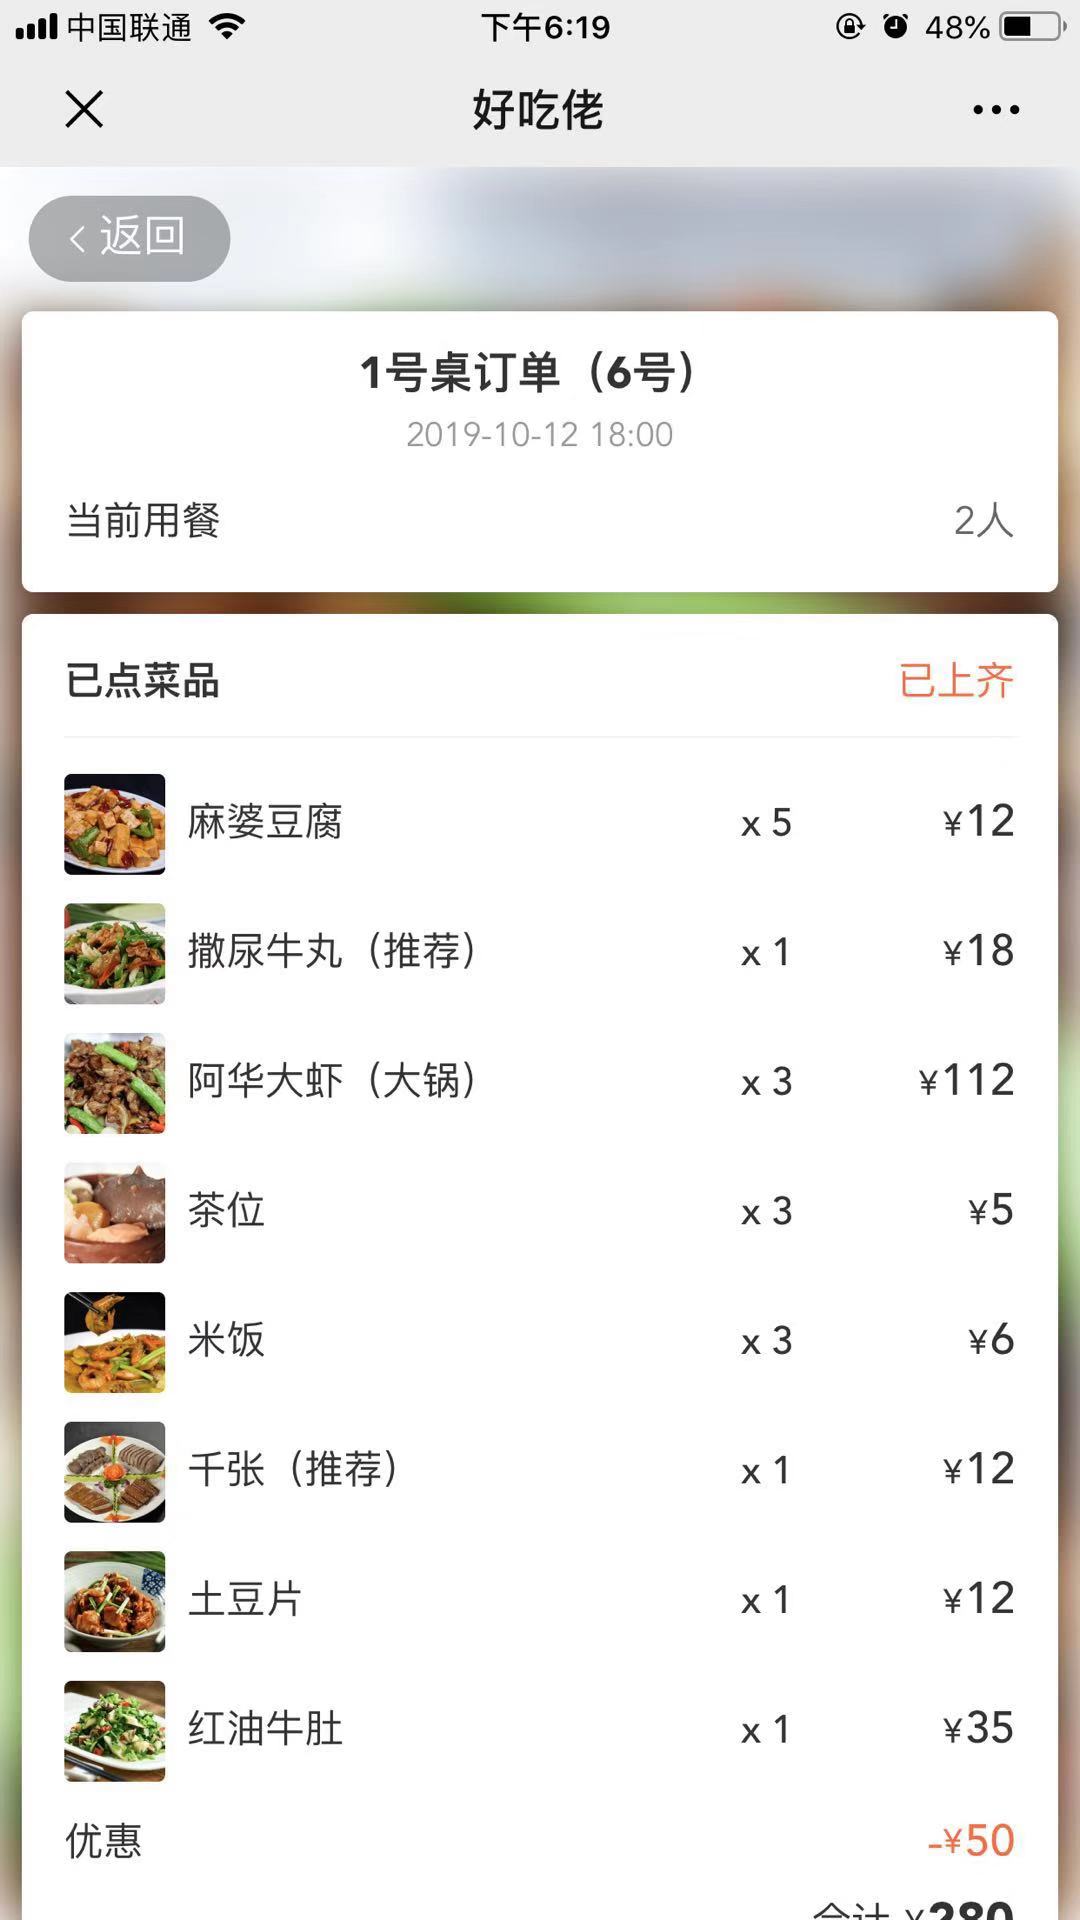 中国联通 下午6:19 48%
好吃佬
返回
1号桌订单（6号）
2019-10-12 18:00
当前用餐 2人
已点菜品 已上齐
麻婆豆腐 x 5 ¥12
撒尿牛丸（推荐） x 1 ¥18
阿华大虾（大锅） x 3 ¥112
茶位 x 3 ¥5
米饭 x 3 ¥6
千张（推荐） x 1 ¥12
土豆片 x 1 ¥12
红油牛肚 x 1 ¥35
优惠 -¥50
合计 ¥280